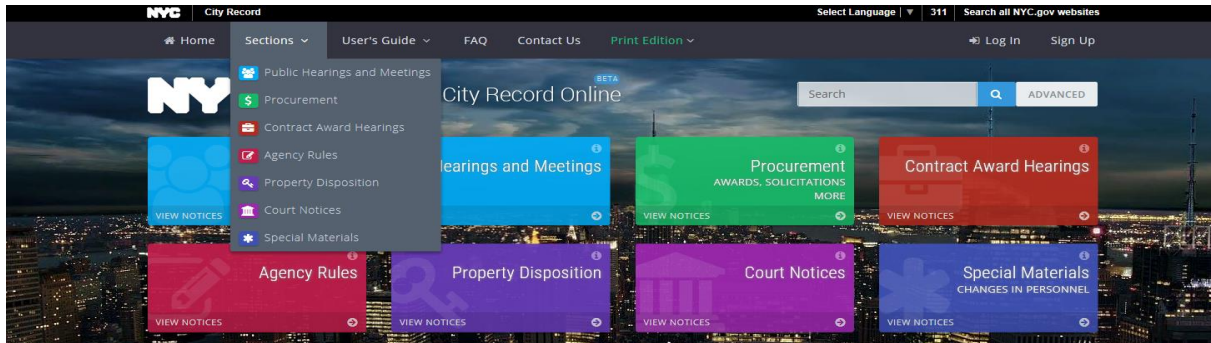 NYC City Record Select Language ▼ 311 Search all NYC.gov websites
Home Sections User's Guide FAQ Contact Us Print Edition Log In Sign Up
Public Hearings and Meetings
Procurement
Contract Award Hearings
Agency Rules
Property Disposition
Court Notices
Special Materials
NY
City Record Online BETA
Search ADVANCED
VIEW NOTICES
Hearings and Meetings
Procurement
AWARDS, SOLICITATIONS
MORE
VIEW NOTICES
Contract Award Hearings
VIEW NOTICES
Agency Rules
VIEW NOTICES
Property Disposition
VIEW NOTICES
Court Notices
VIEW NOTICES
Special Materials
CHANGES IN PERSONNEL
VIEW NOTICES